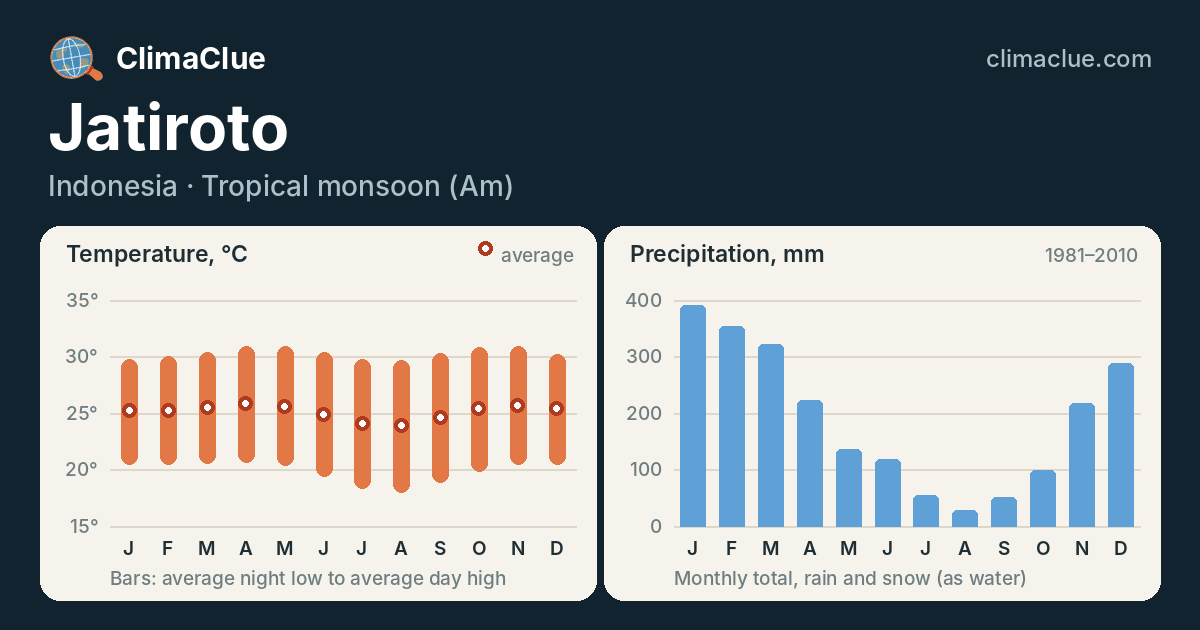 ClimaClue
climaclue.com
Jatiroto
Indonesia · Tropical monsoon (Am)
Temperature, °C
average
35°
30°
25°
20°
15°
J F M A M J J A S O N D
Bars: average night low to average day high
Precipitation, mm
1981–2010
400
300
200
100
0
J F M A M J J A S O N D
Monthly total, rain and snow (as water)